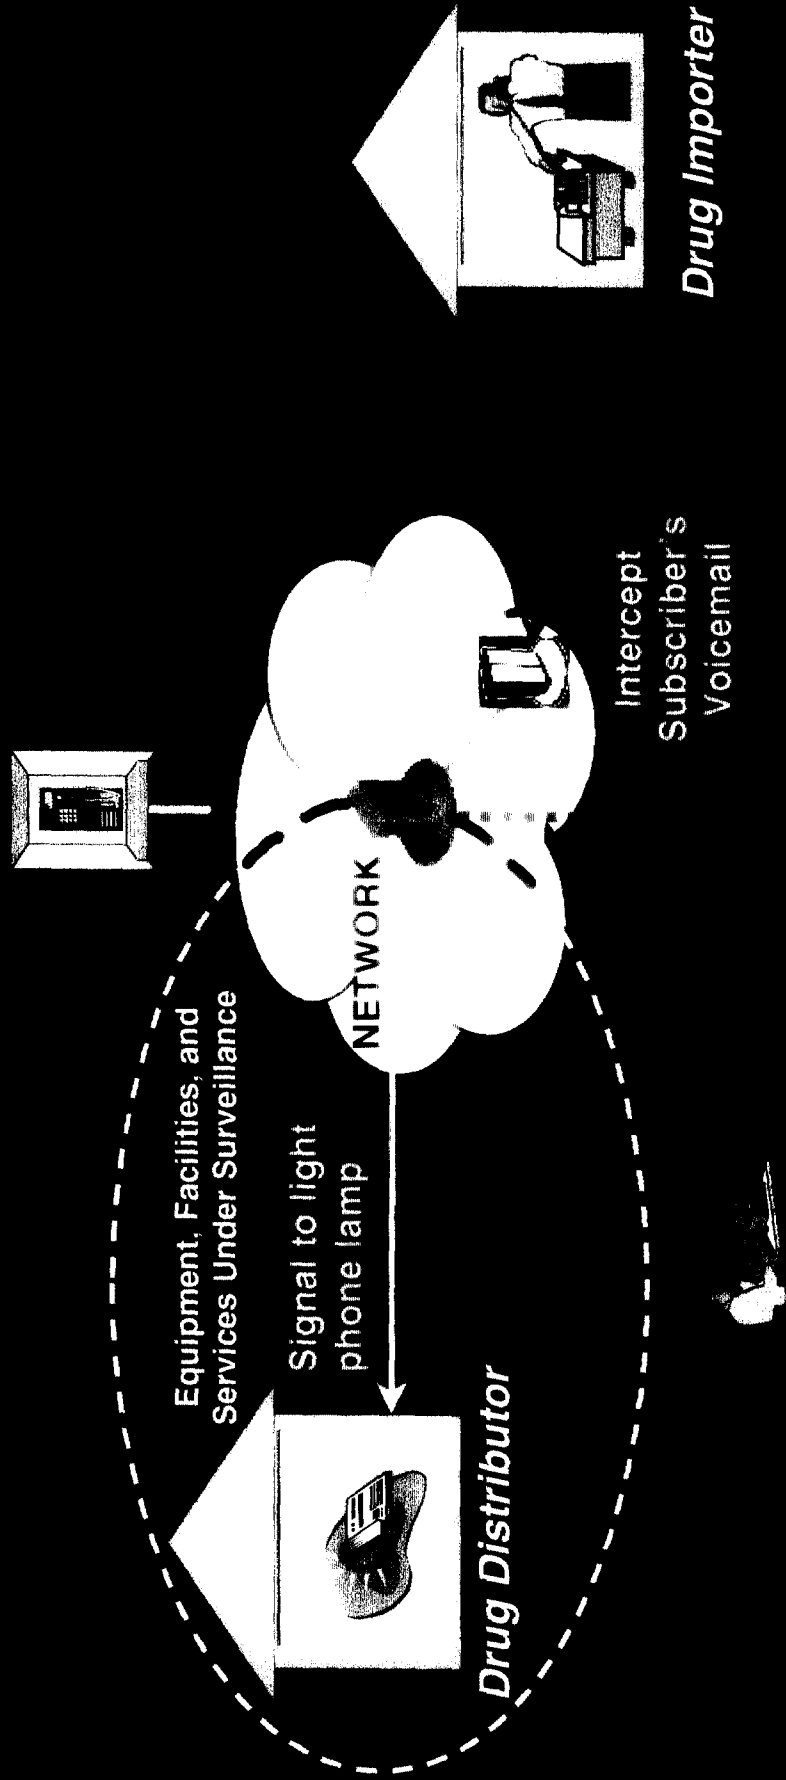 Equipment, Facilities, and
Services Under Surveillance
Signal to light
phone lamp
NETWORK
Drug Distributor
Intercept
Subscriber's
Voicemail
Drug Importer